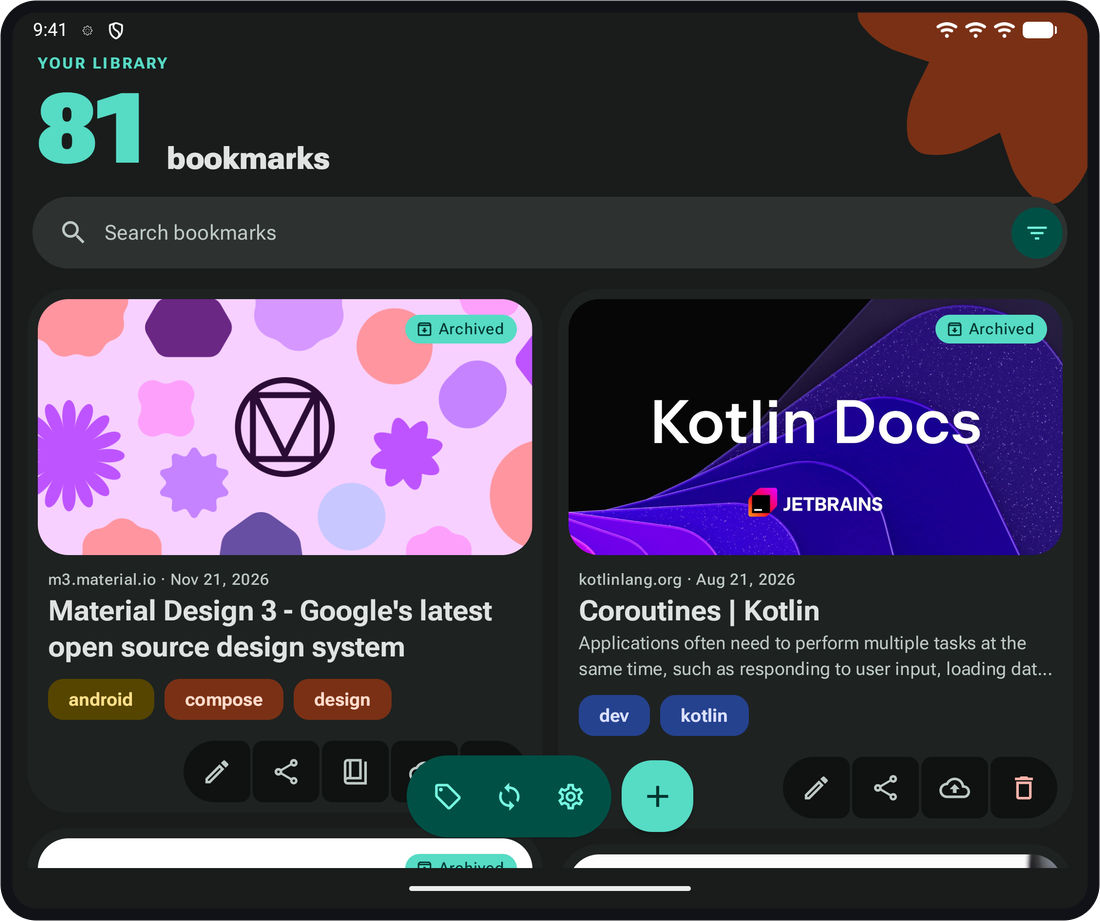 9:41
YOUR LIBRARY
81
bookmarks
Search bookmarks
Archived
m3.material.io · Nov 21, 2026
Material Design 3 - Google's latest
open source design system
android
compose
design
Archived
Kotlin Docs
JETBRAINS
kotlinlang.org · Aug 21, 2026
Coroutines | Kotlin
Applications often need to perform multiple tasks at the
same time, such as responding to user input, loading dat…
dev
kotlin
Archived